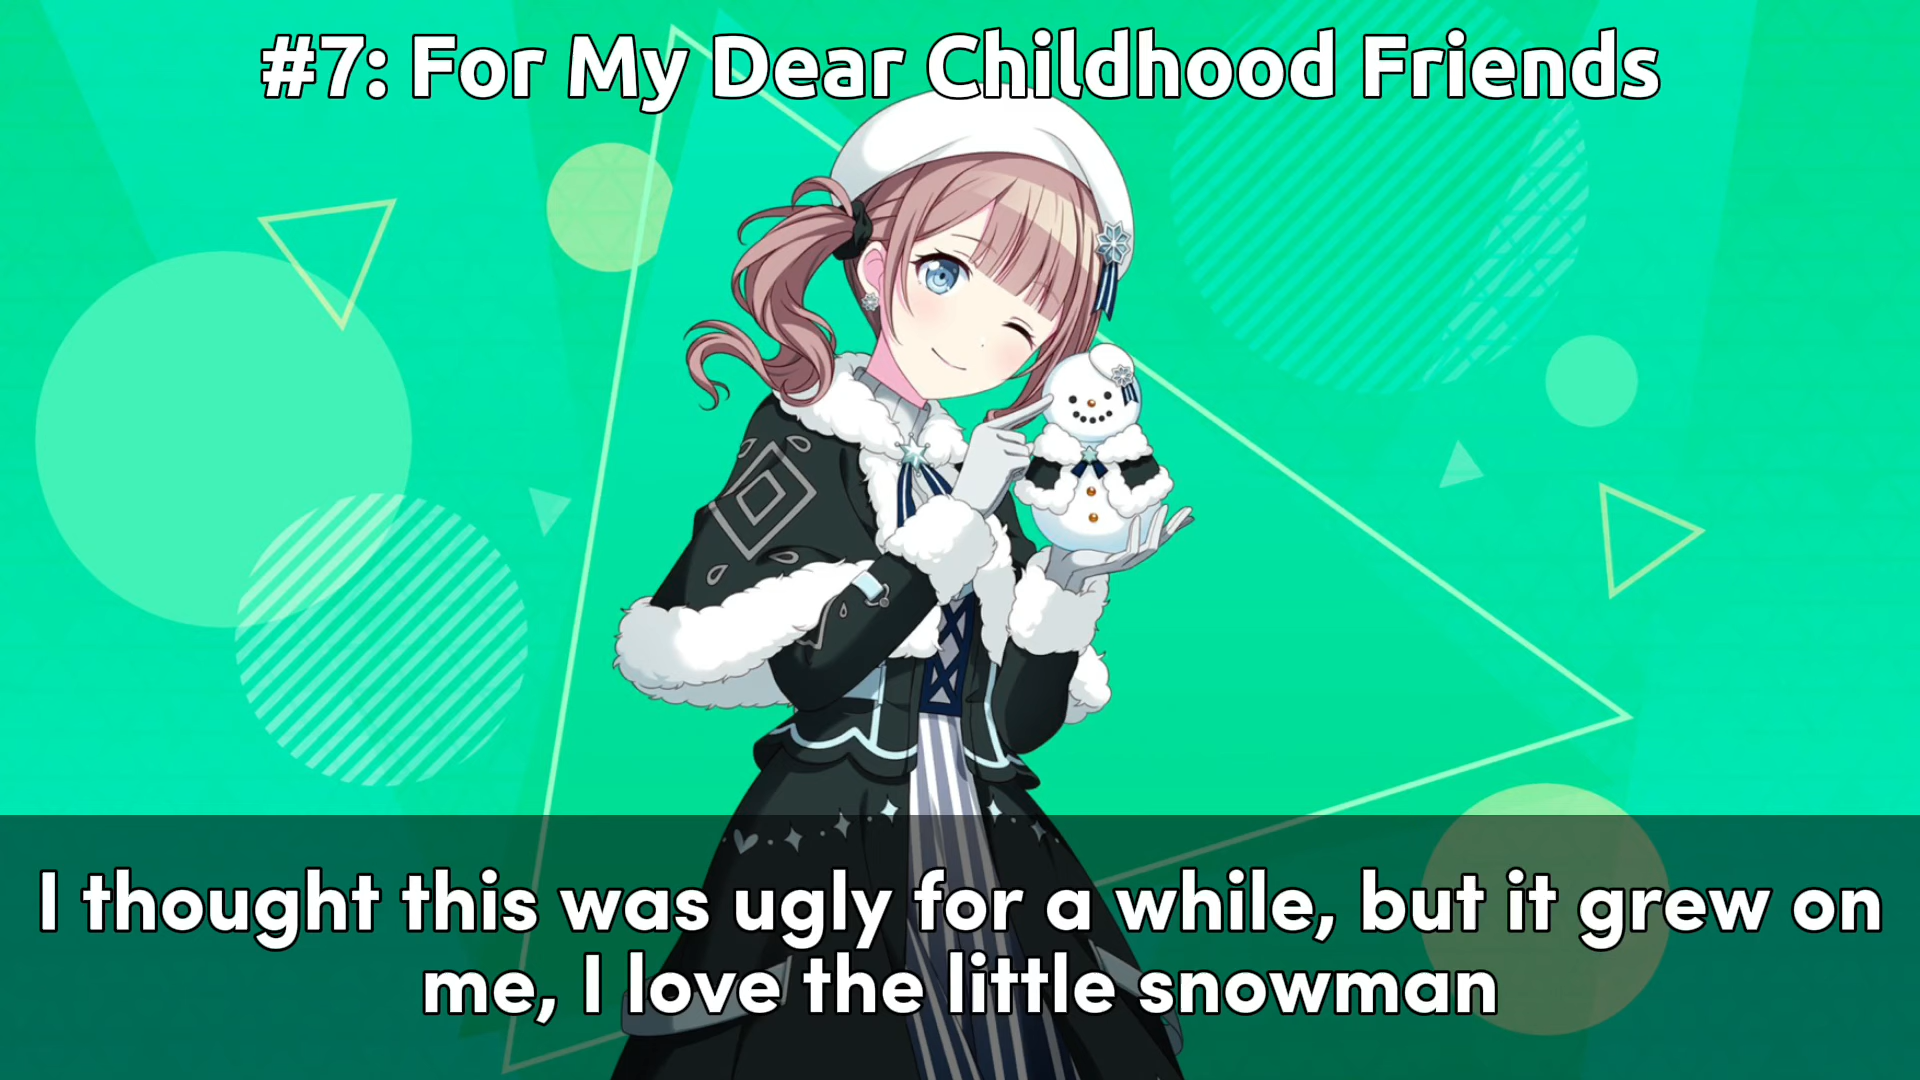 #7: For My Dear Childhood Friends
I thought this was ugly for a while, but it grew on
me, I love the little snowman